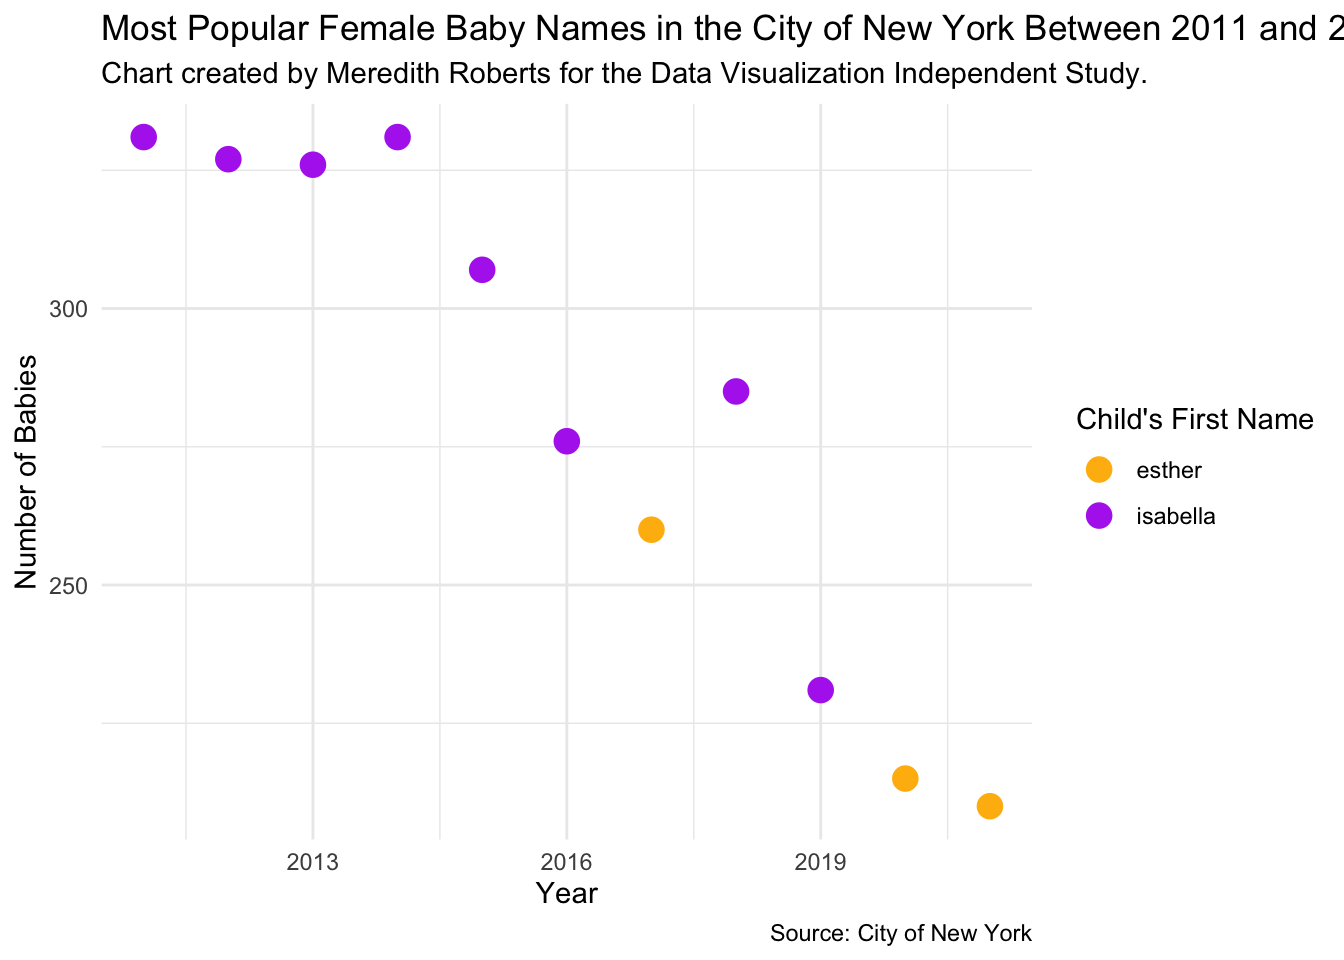 Most Popular Female Baby Names in the City of New York Between 2011 and 2
Chart created by Meredith Roberts for the Data Visualization Independent Study.
300
250
Number of Babies
2013
2016
2019
Year
Child's First Name
esther
isabella
Source: City of New York